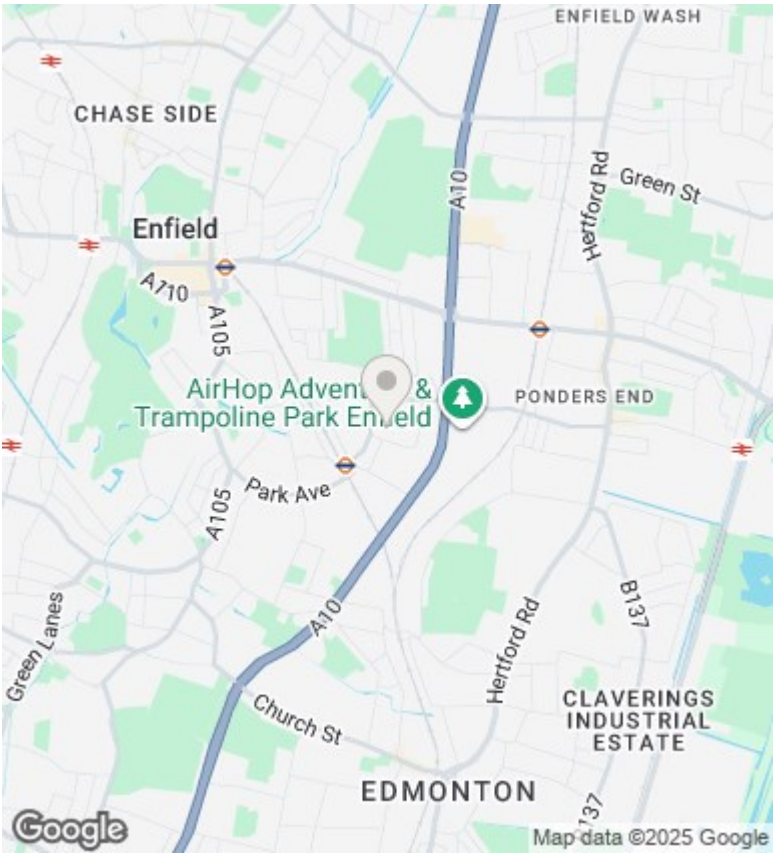 ENFIELD WASH
CHASE SIDE
A10
Hertford Rd
Green St
Enfield
A710
A105
AirHop Adventure &
Trampoline Park Enfield
PONDERS END
Park Ave
A105
A10
B137
Green Lanes
Hertford Rd
Church St
CLAVERINGS
INDUSTRIAL
ESTATE
EDMONTON
Google
Map data ©2025 Google